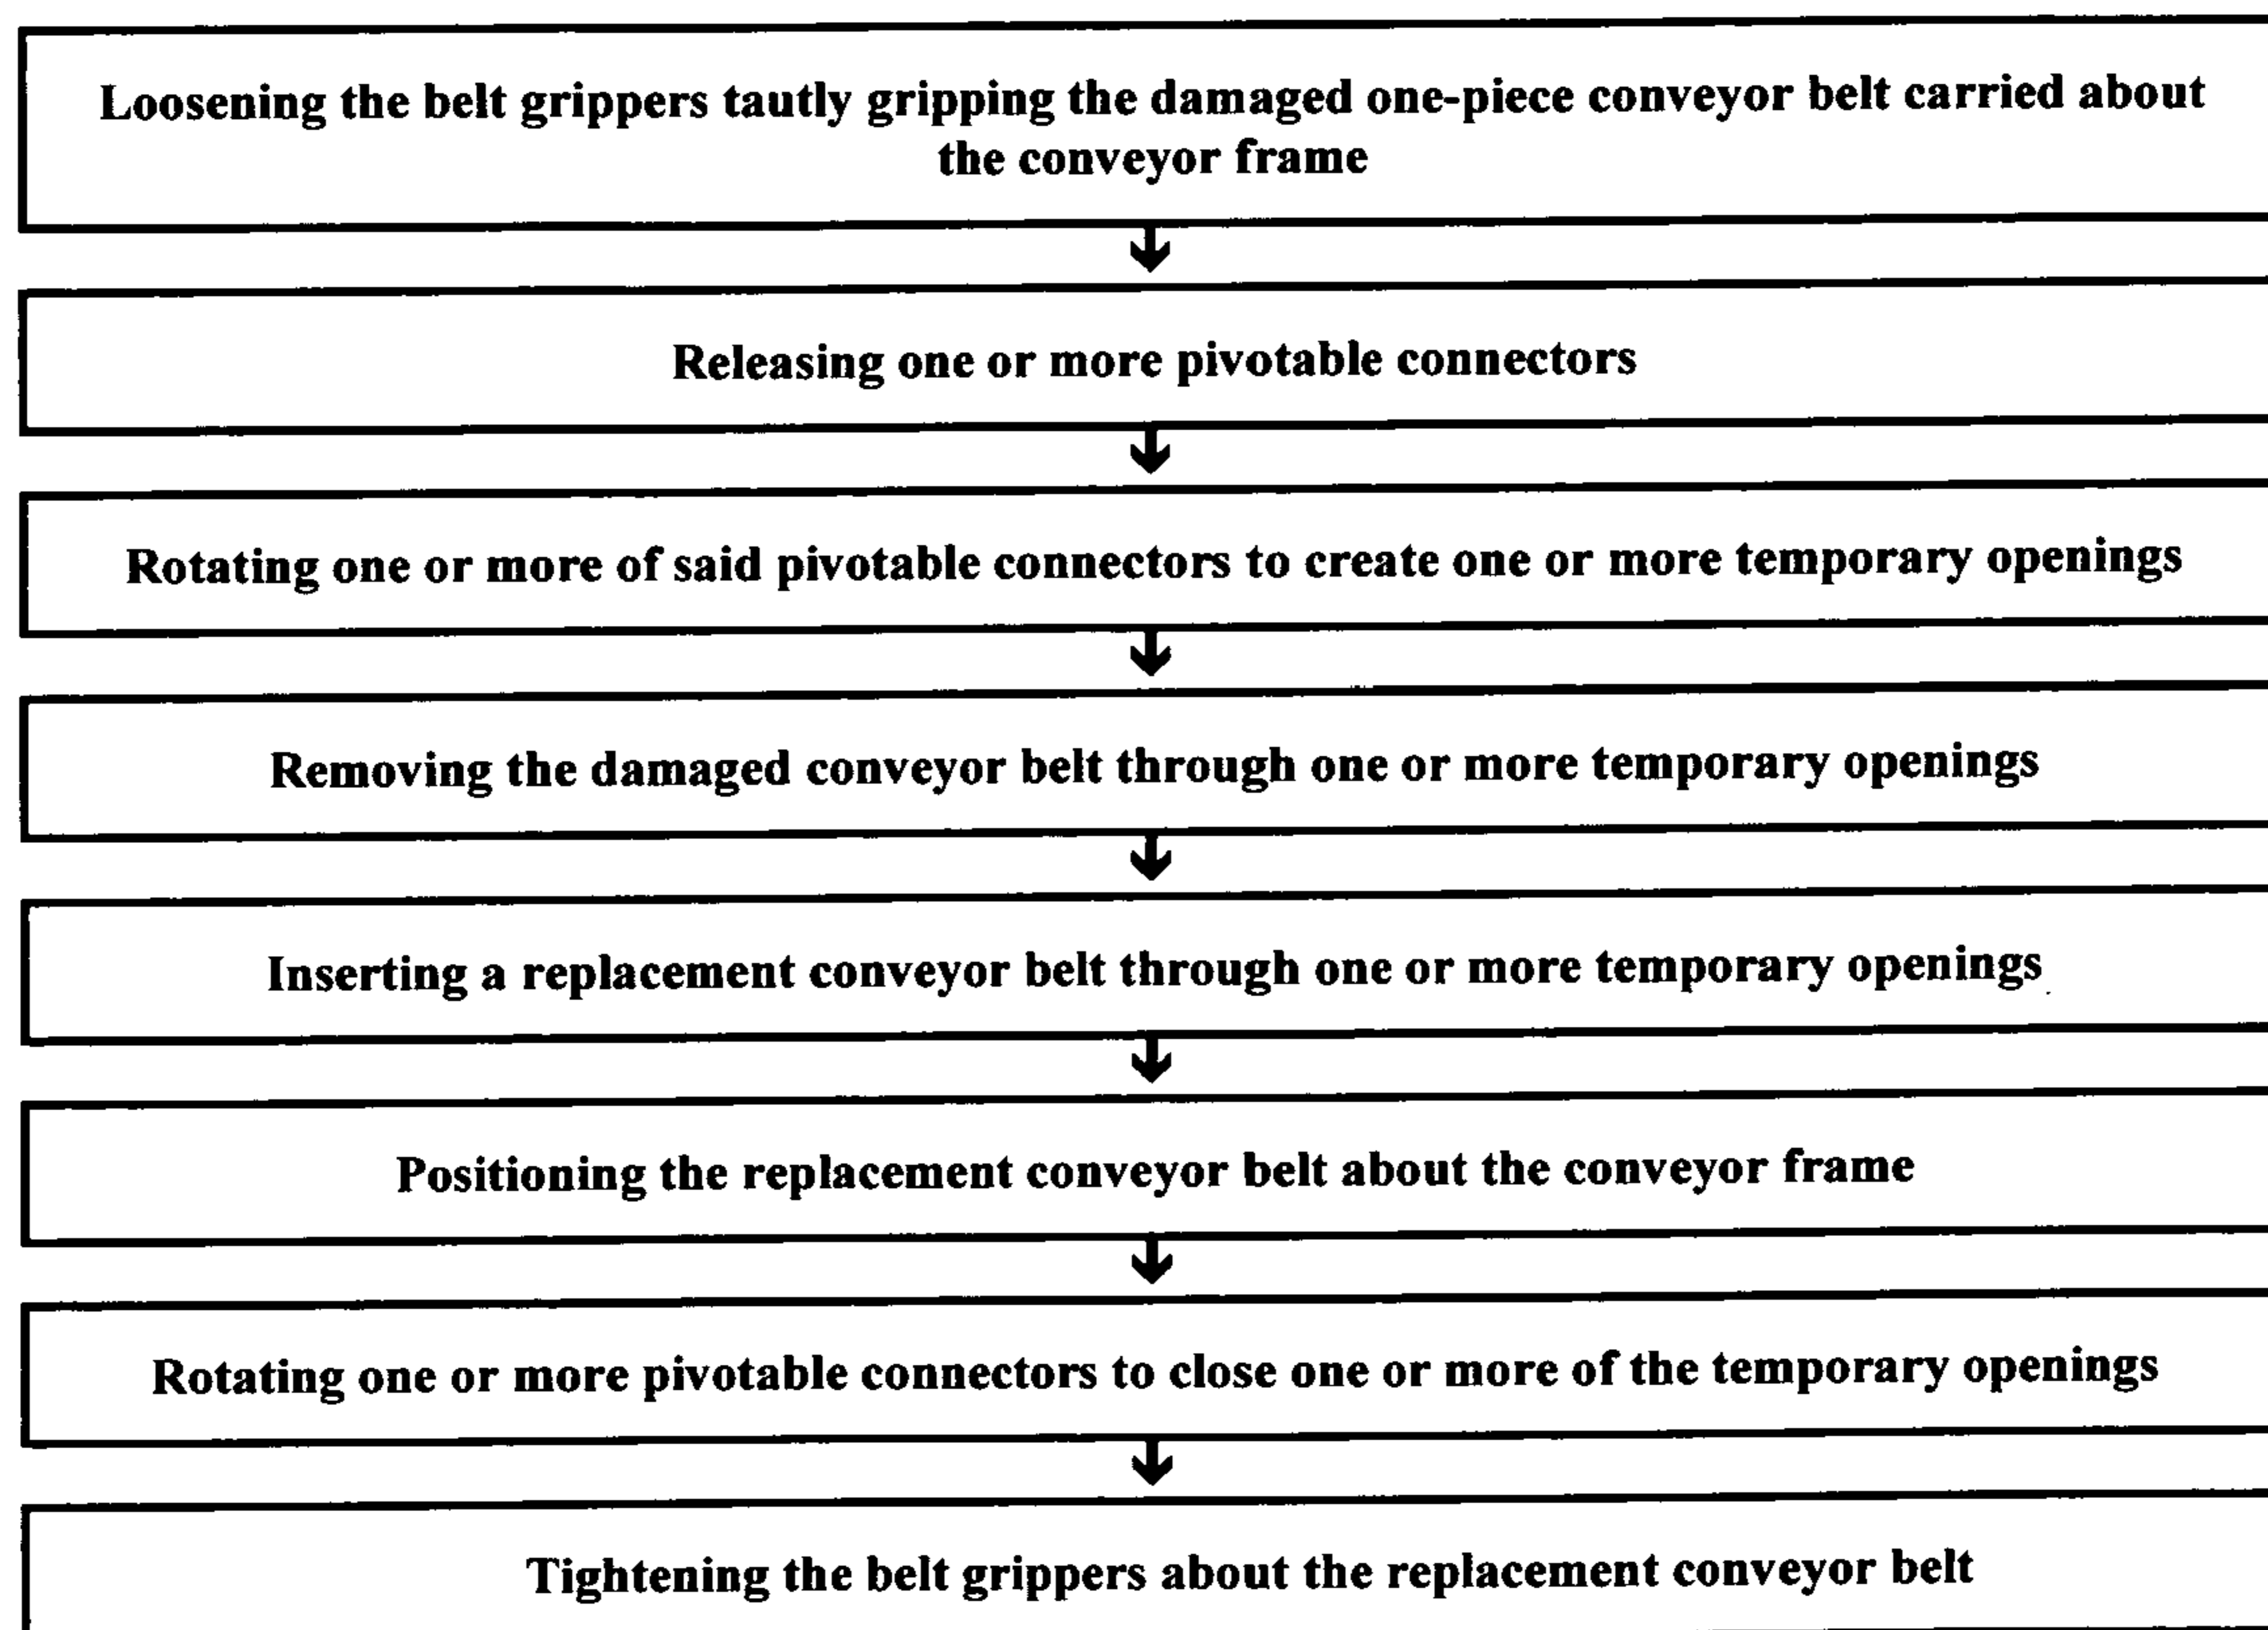 Loosening the belt grippers tautly gripping the damaged one-piece conveyor belt carried about
the conveyor frame
Releasing one or more pivotable connectors
Rotating one or more of said pivotable connectors to create one or more temporary openings
Removing the damaged conveyor belt through one or more temporary openings
Inserting a replacement conveyor belt through one or more temporary openings
Positioning the replacement conveyor belt about the conveyor frame
Rotating one or more pivotable connectors to close one or more of the temporary openings
Tightening the belt grippers about the replacement conveyor belt